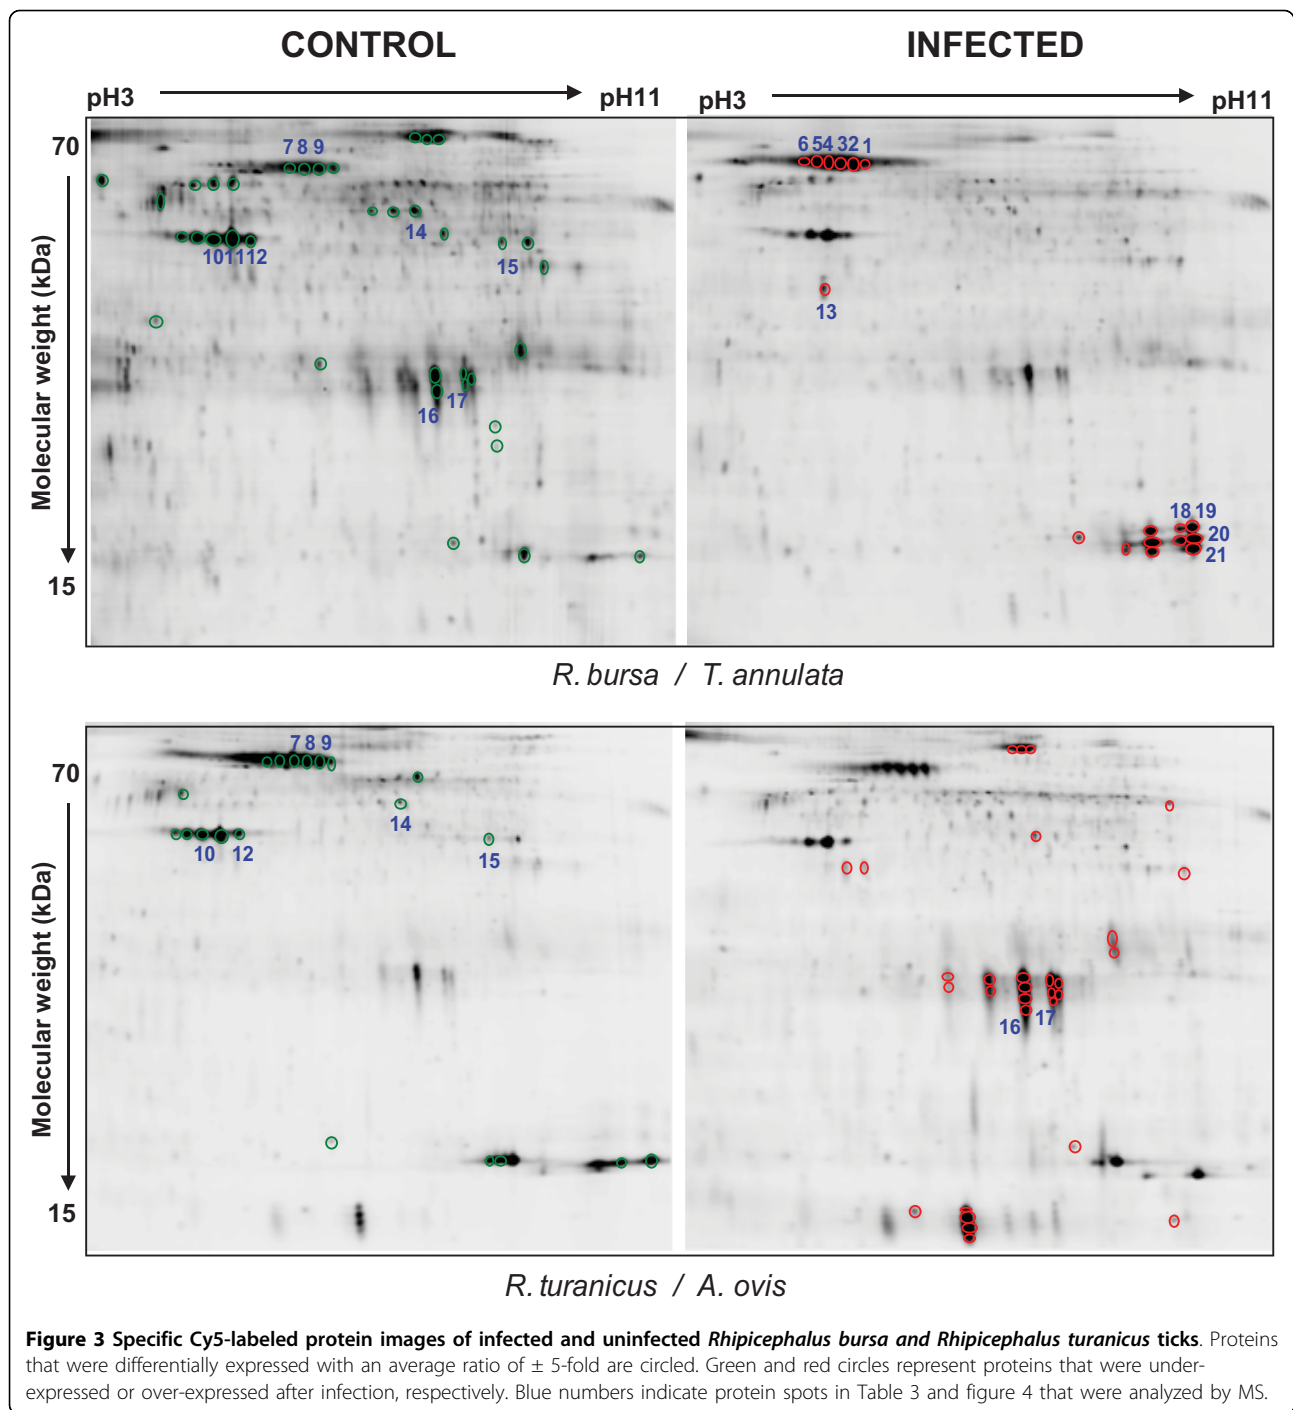 CONTROL INFECTED
pH3 pH11 pH3 pH11
70
7 8 9
6 5 4 3 2 1
14
10 11 12
15
13
16 17
18 19
20
21
15
Molecular weight (kDa)
R. bursa / T. annulata
70
7 8 9
14
10 12
15
16 17
15
Molecular weight (kDa)
R. turanicus / A. ovis
Figure 3 Specific Cy5-labeled protein images of infected and uninfected Rhipicephalus bursa and Rhipicephalus turanicus ticks. Proteins
that were differentially expressed with an average ratio of ± 5-fold are circled. Green and red circles represent proteins that were under-
expressed or over-expressed after infection, respectively. Blue numbers indicate protein spots in Table 3 and figure 4 that were analyzed by MS.